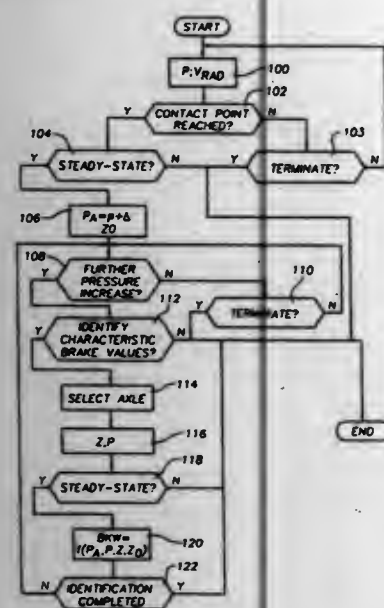 START
P;VRAD
100
102
Y
CONTACT POINT REACHED?
N
104
103
Y
STEADY-STATE?
N
Y
TERMINATE?
N
106
PA=P+Δ
Z0
108
Y
FURTHER
PRESSURE
INCREASE?
N
112
110
Y
IDENTIFY
CHARACTERISTIC
BRAKE VALUES?
N
Y
TERMINATE?
N
114
SELECT AXLE
END
116
Z,P
118
Y
STEADY-STATE?
N
120
BKW=
f(PA,P,Z,Z0)
122
N
IDENTIFICATION
COMPLETED
Y